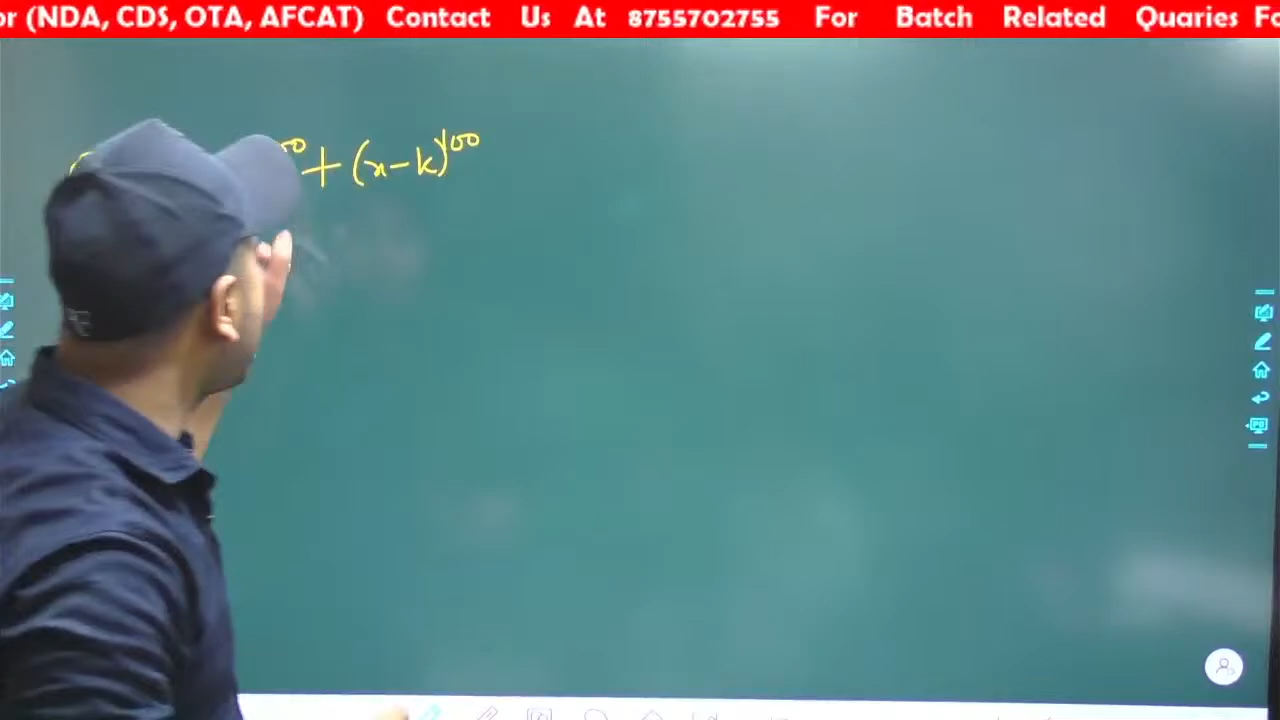 or (NDA, CDS, OTA, AFCAT) Contact Us At 8755702755 For Batch Related Quaries Fo
+ (x-k)¹⁰⁰